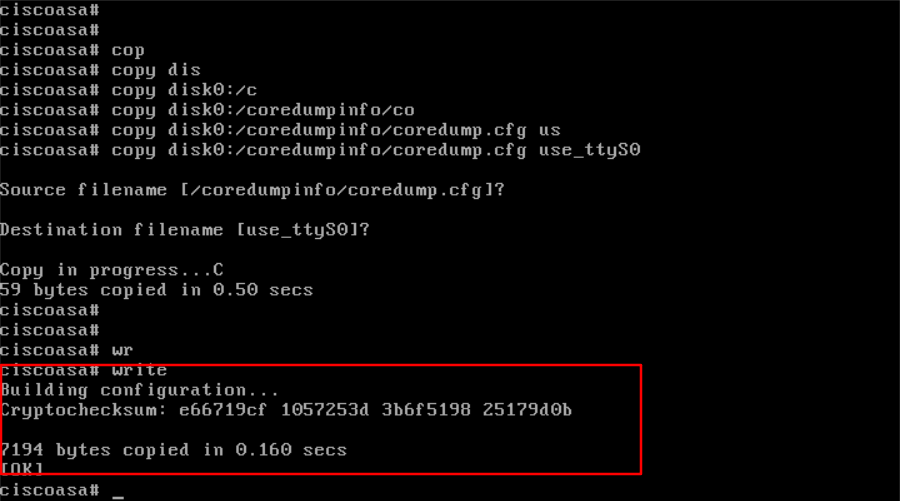 ciscoasa#
ciscoasa#
ciscoasa# cop
ciscoasa# copy dis
ciscoasa# copy disk0:/c
ciscoasa# copy disk0:/coredumpinfo/co
ciscoasa# copy disk0:/coredumpinfo/coredump.cfg us
ciscoasa# copy disk0:/coredumpinfo/coredump.cfg use_ttyS0
Source filename [/coredumpinfo/coredump.cfg]?
Destination filename [use_ttyS0]?
Copy in progress...C
59 bytes copied in 0.50 secs
ciscoasa#
ciscoasa#
ciscoasa# wr
ciscoasa# write
Building configuration...
Cryptochecksum: e66719cf 1057253d 3b6f5198 25179d0b
7194 bytes copied in 0.160 secs
[OK]
ciscoasa# _